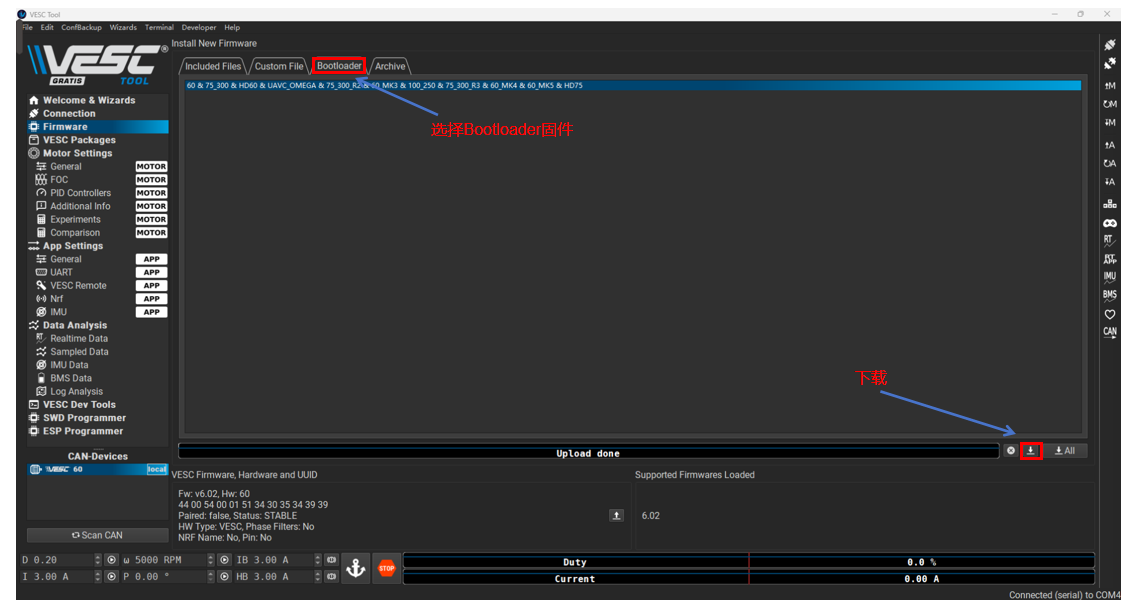 VESC Tool
File Edit ConfBackup Wizards Terminal Developer Help
VESC®
GRATIS TOOL
Install New Firmware
Included Files Custom File Bootloader Archive
60 & 75_300 & HD60 & UAVC_OMEGA & 75_300_R2 & 60_MK3 & 100_250 & 75_300_R3 & 60_MK4 & 60_MK5 & HD75
选择Bootloader固件
Welcome & Wizards
Connection
Firmware
VESC Packages
Motor Settings
General MOTOR
FOC MOTOR
PID Controllers MOTOR
Additional Info MOTOR
Experiments MOTOR
Comparison MOTOR
App Settings
General APP
UART APP
VESC Remote APP
Nrf APP
IMU APP
Data Analysis
RT Realtime Data
Sampled Data
IMU Data
BMS Data
Log Analysis
VESC Dev Tools
SWD Programmer
ESP Programmer
CAN-Devices
VESC 60 local
Scan CAN
下载
Upload done
All
VESC Firmware, Hardware and UUID
Fw: v6.02, Hw: 60
44 00 54 00 01 51 34 30 35 34 39 39
Paired: false, Status: STABLE
HW Type: VESC, Phase Filters: No
NRF Name: No, Pin: No
Supported Firmwares Loaded
6.02
M
M
M
A
A
A
RT
RT APP
IMU
BMS
CAN
D 0.20 ω 5000 RPM IB 3.00 A
I 3.00 A P 0.00 ° HB 3.00 A
STOP
Duty 0.0 %
Current 0.00 A
Connected (serial) to COM4